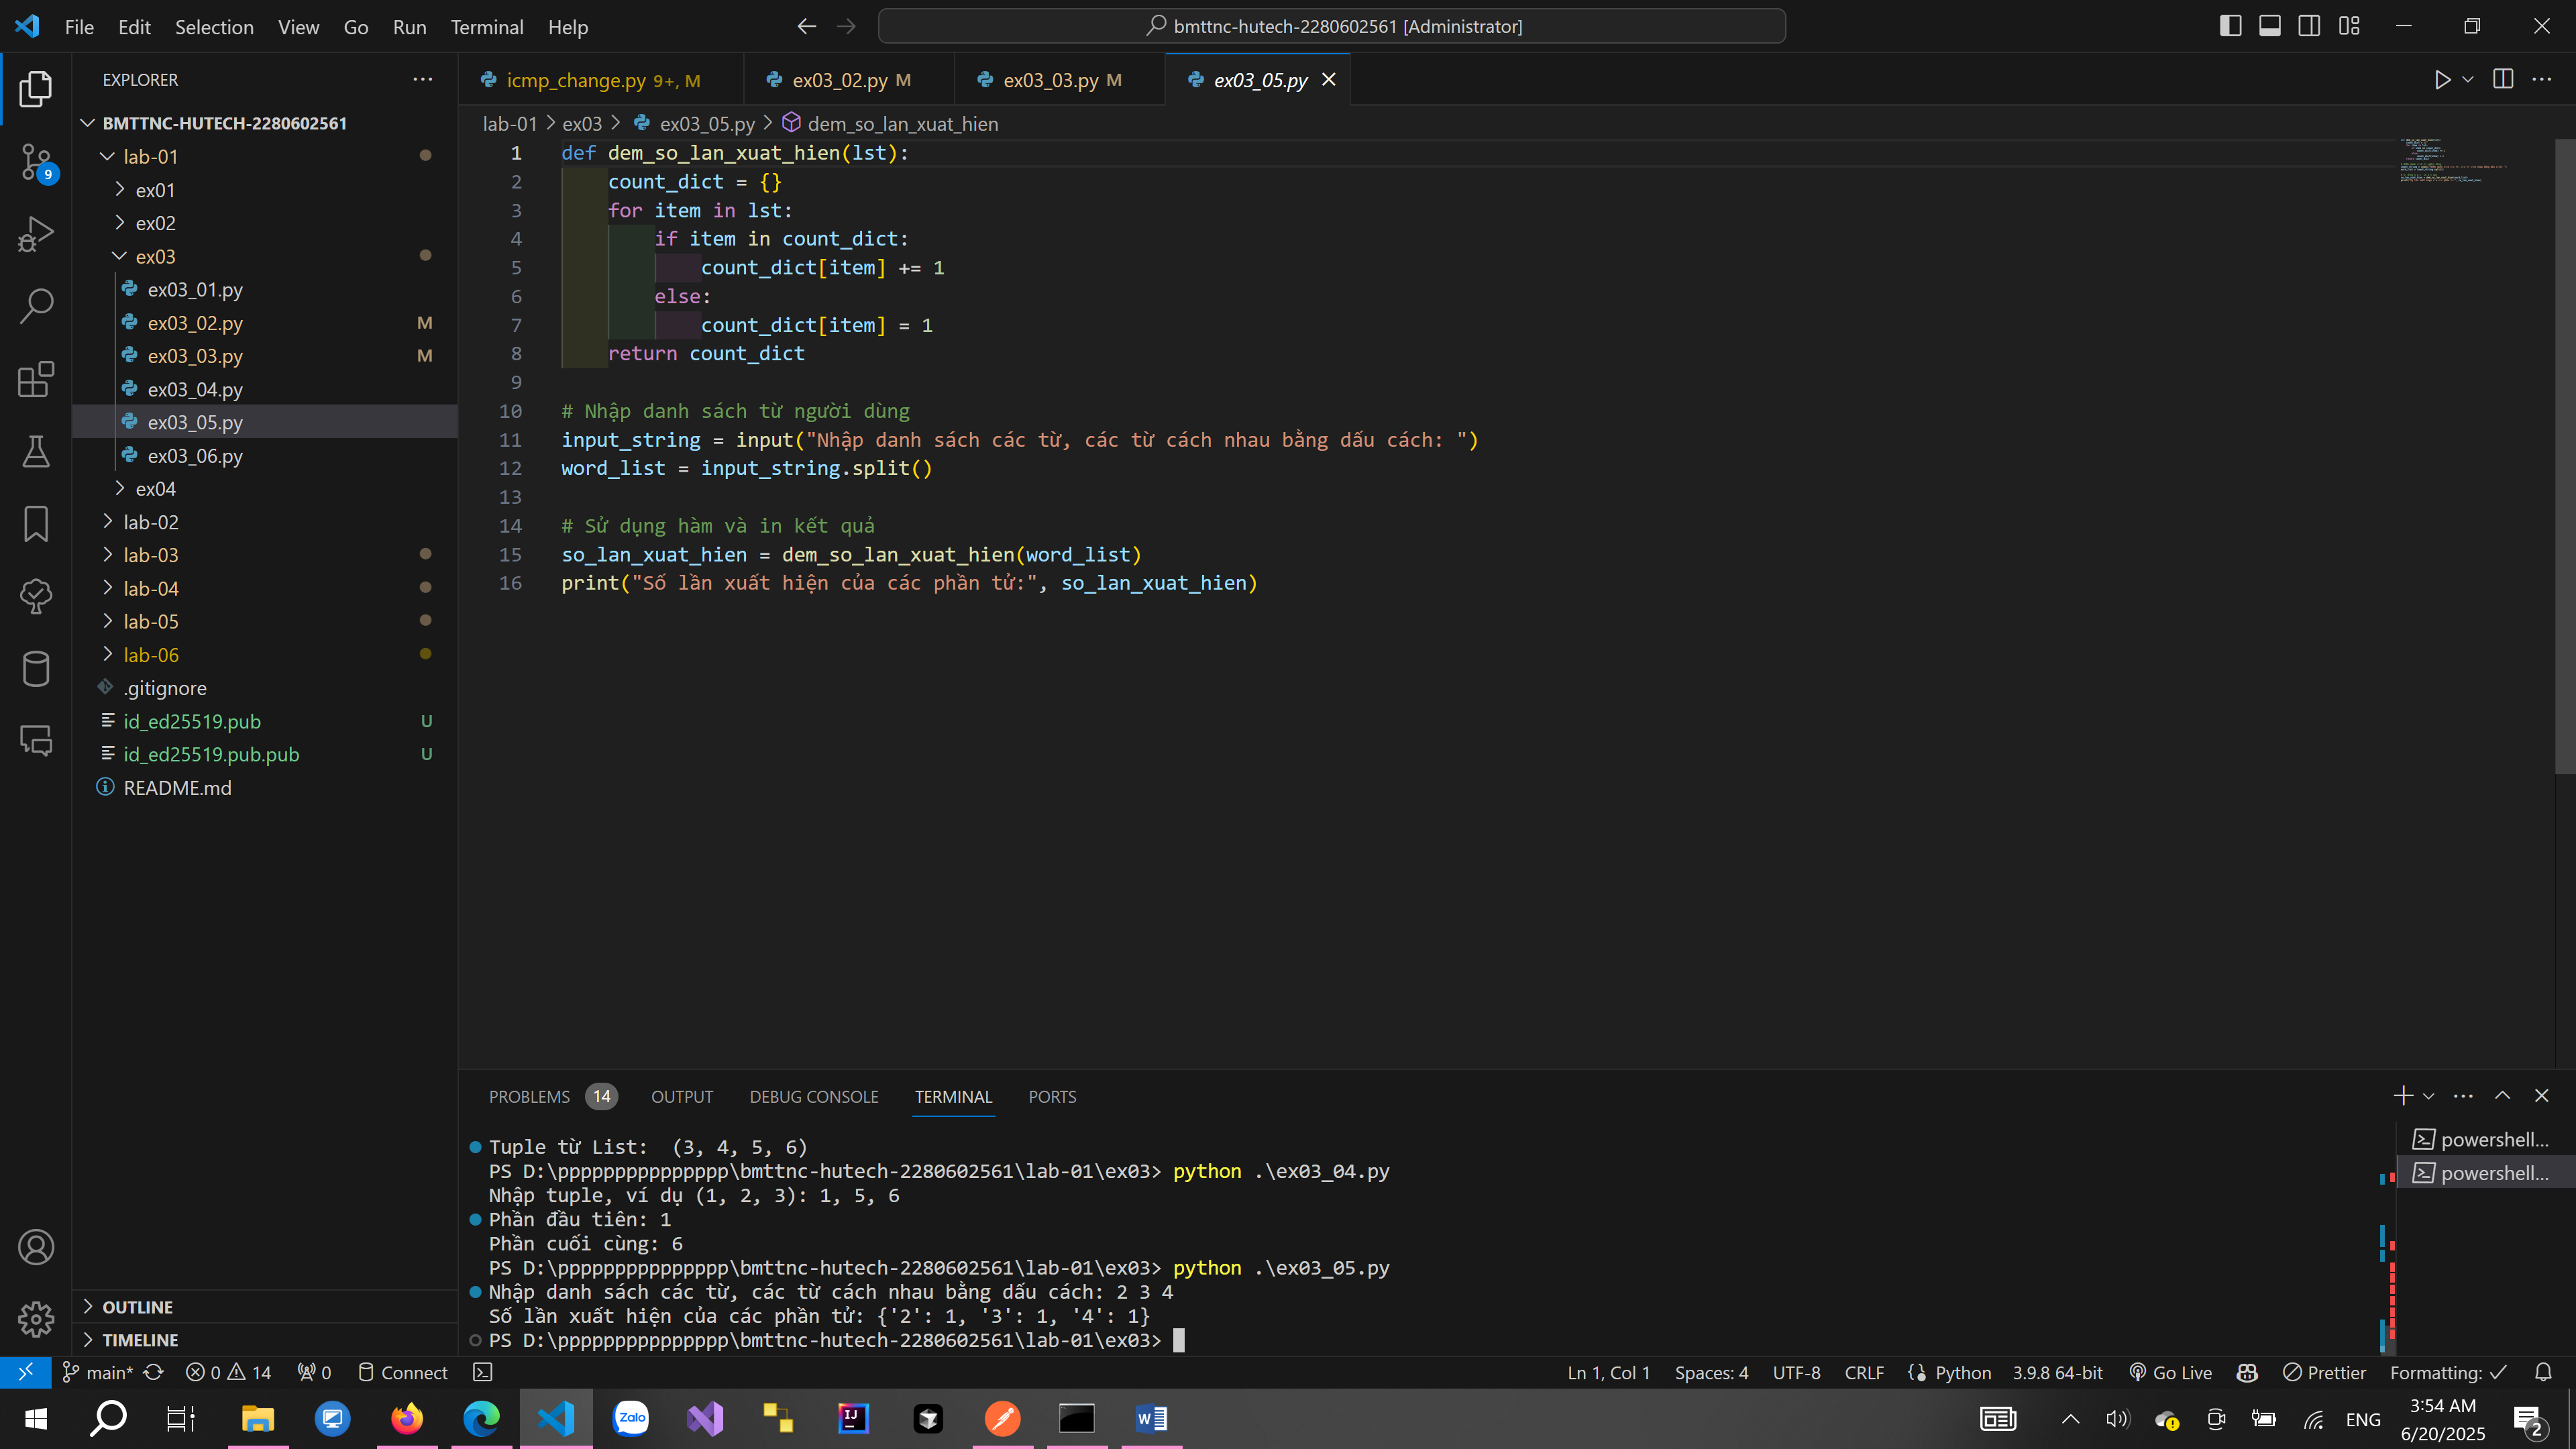 File Edit Selection View Go Run Terminal Help
bmttnc-hutech-2280602561 [Administrator]
EXPLORER
BMTTNC-HUTECH-2280602561
lab-01
ex01
ex02
ex03
ex03_01.py
ex03_02.py M
ex03_03.py M
ex03_04.py
ex03_05.py
ex03_06.py
ex04
lab-02
lab-03
lab-04
lab-05
lab-06
.gitignore
id_ed25519.pub U
id_ed25519.pub.pub U
README.md
OUTLINE
TIMELINE
9
icmp_change.py 9+, M
ex03_02.py M
ex03_03.py M
ex03_05.py
lab-01 > ex03 > ex03_05.py > dem_so_lan_xuat_hien
1 def dem_so_lan_xuat_hien(lst):
2 count_dict = {}
3 for item in lst:
4 if item in count_dict:
5 count_dict[item] += 1
6 else:
7 count_dict[item] = 1
8 return count_dict
9
10 # Nhập danh sách từ người dùng
11 input_string = input("Nhập danh sách các từ, các từ cách nhau bằng dấu cách: ")
12 word_list = input_string.split()
13
14 # Sử dụng hàm và in kết quả
15 so_lan_xuat_hien = dem_so_lan_xuat_hien(word_list)
16 print("Số lần xuất hiện của các phần tử:", so_lan_xuat_hien)
PROBLEMS 14 OUTPUT DEBUG CONSOLE TERMINAL PORTS
Tuple từ List:  (3, 4, 5, 6)
PS D:\ppppppppppppppp\bmttnc-hutech-2280602561\lab-01\ex03> python .\ex03_04.py
Nhập tuple, ví dụ (1, 2, 3): 1, 5, 6
Phần đầu tiên: 1
Phần cuối cùng: 6
PS D:\ppppppppppppppp\bmttnc-hutech-2280602561\lab-01\ex03> python .\ex03_05.py
Nhập danh sách các từ, các từ cách nhau bằng dấu cách: 2 3 4
Số lần xuất hiện của các phần tử: {'2': 1, '3': 1, '4': 1}
PS D:\ppppppppppppppp\bmttnc-hutech-2280602561\lab-01\ex03>
powershell...
powershell...
main* 0 14 0 Connect
Ln 1, Col 1 Spaces: 4 UTF-8 CRLF Python 3.9.8 64-bit Go Live Prettier Formatting:
Zalo
IJ
W
ENG
3:54 AM
6/20/2025
2